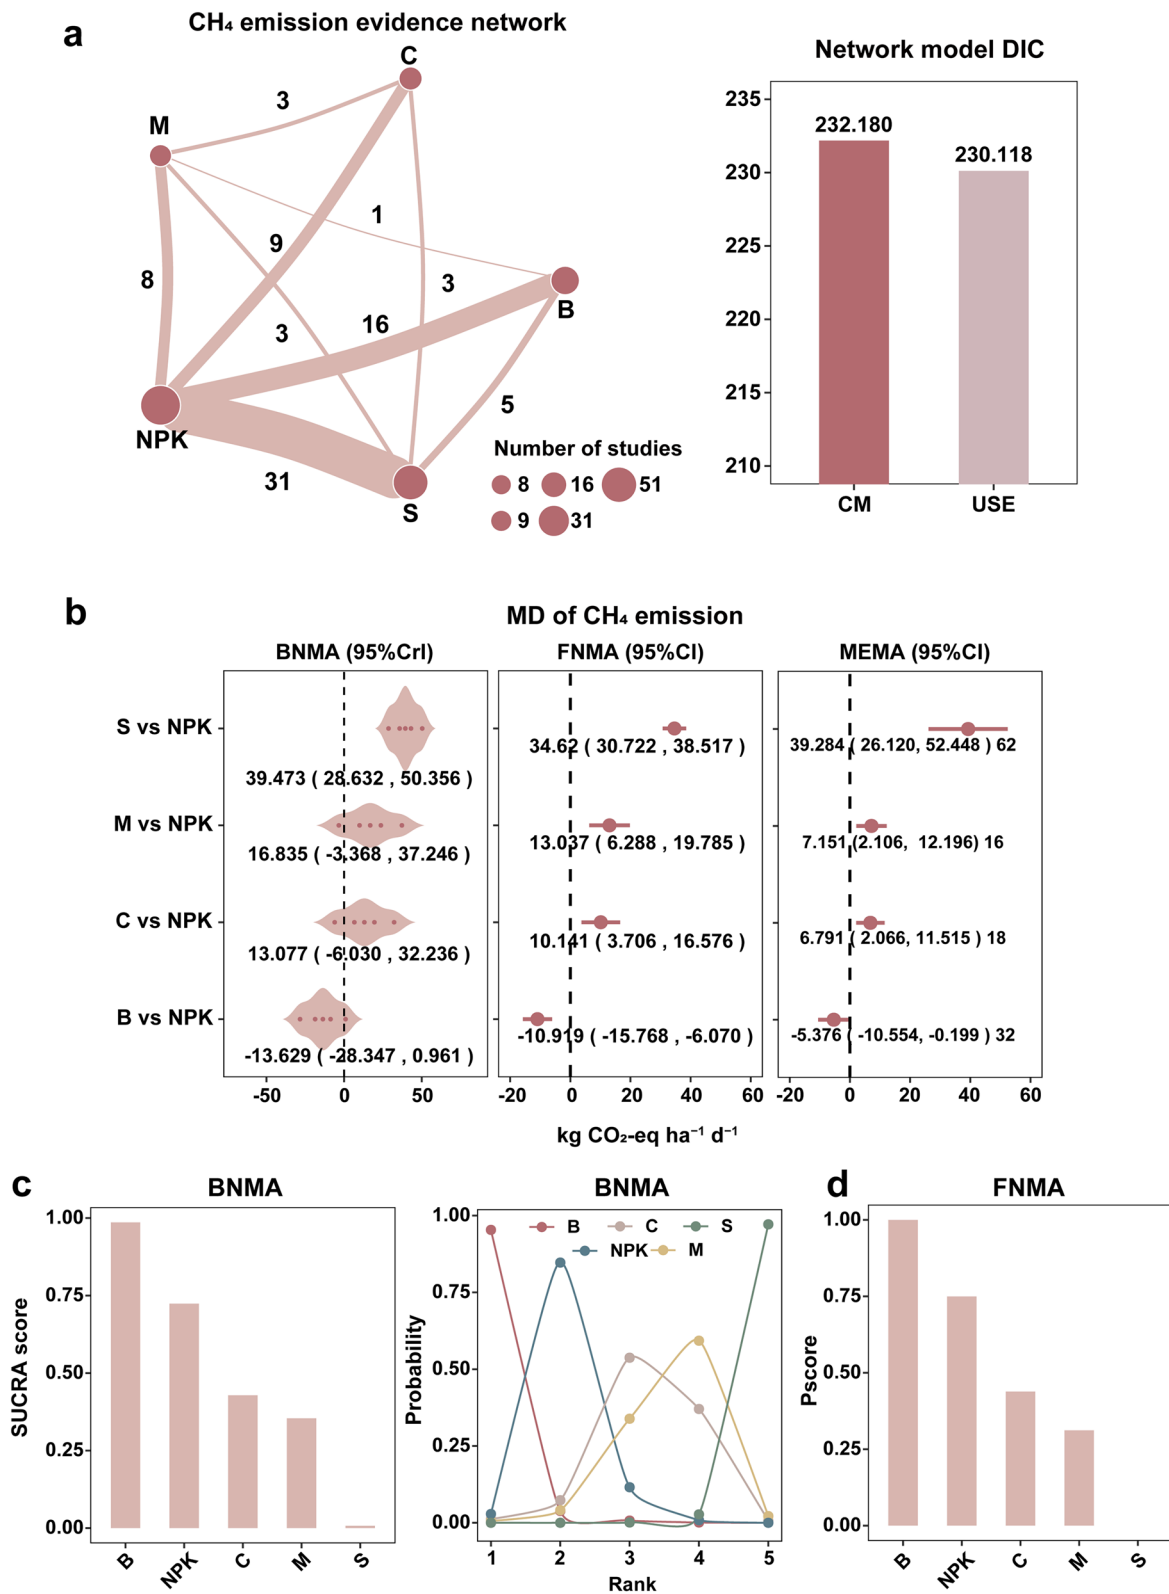 a
CH₄ emission evidence network
C
3
M
1
9
8
3
B
3
16
5
NPK
31
S
Number of studies
8 16 51
9 31
Network model DIC
235
232.180
230.118
230
225
220
215
210
CM USE
b
MD of CH₄ emission
BNMA (95%CrI) FNMA (95%CI) MEMA (95%CI)
S vs NPK
39.473 ( 28.632 , 50.356 )
34.62 ( 30.722 , 38.517 )
39.284 ( 26.120, 52.448 ) 62
M vs NPK
16.835 ( -3.368 , 37.246 )
13.037 ( 6.288 , 19.785 )
7.151 (2.106, 12.196) 16
C vs NPK
13.077 ( -6.030 , 32.236 )
10.141 ( 3.706 , 16.576 )
6.791 ( 2.066, 11.515 ) 18
B vs NPK
-13.629 ( -28.347 , 0.961 )
-10.919 ( -15.768 , -6.070 )
-5.376 ( -10.554, -0.199 ) 32
-50 0 50
-20 0 20 40 60
-20 0 20 40 60
kg CO₂-eq ha⁻¹ d⁻¹
c
BNMA
SUCRA score
1.00
0.75
0.50
0.25
0.00
B NPK C M S
BNMA
Probability
1.00
0.75
0.50
0.25
0.00
B C S
NPK M
1 2 3 4 5
Rank
d
FNMA
Pscore
1.00
0.75
0.50
0.25
0.00
B NPK C M S